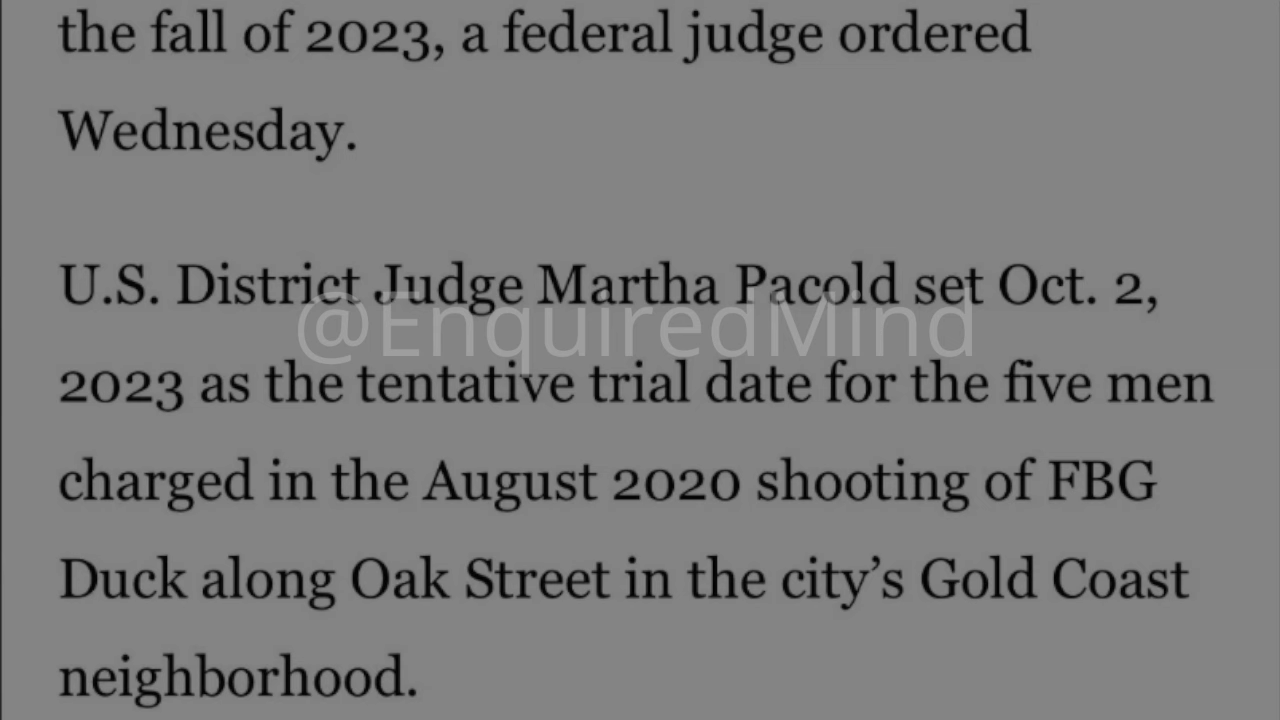 the fall of 2023, a federal judge ordered
Wednesday.
U.S. District Judge Martha Pacold set Oct. 2,
@EnquiredMind
2023 as the tentative trial date for the five men
charged in the August 2020 shooting of FBG
Duck along Oak Street in the city’s Gold Coast
neighborhood.